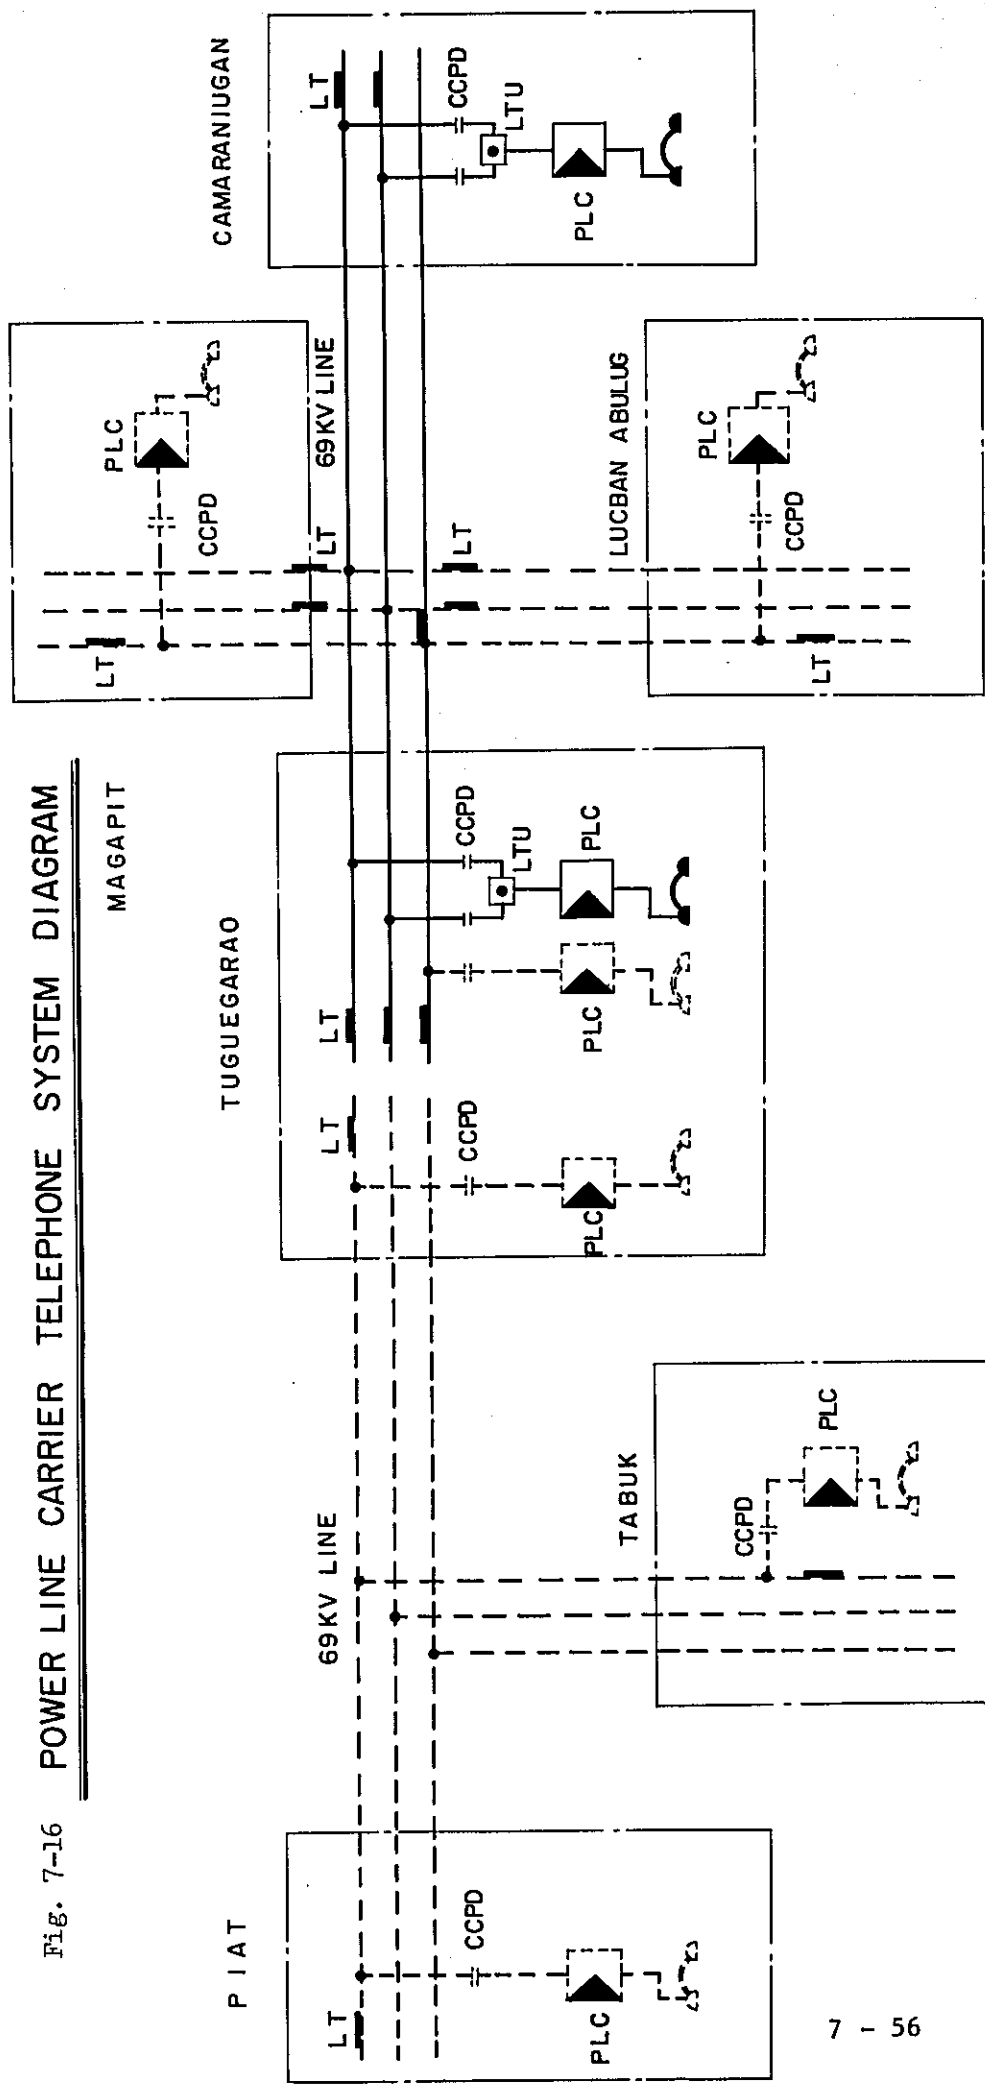 Fig. 7-16 POWER LINE CARRIER TELEPHONE SYSTEM DIAGRAM
PIAT
LT
CCPD
PLC
69KV LINE
TABUK
CCPD
PLC
TUGUEGARAO
LT
CCPD
PLC
LT
PLC
CCPD
LTU
PLC
MAGAPIT
LT
CCPD
PLC
LT
69KV LINE
LT
LUCBAN ABULUG
LT
CCPD
PLC
CAMARANIUGAN
LT
CCPD
LTU
PLC
7 - 56